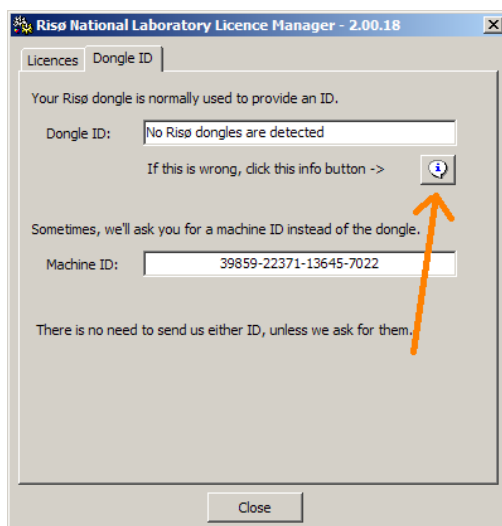 Risø National Laboratory Licence Manager - 2.00.18
Licences Dongle ID
Your Risø dongle is normally used to provide an ID.
Dongle ID: No Risø dongles are detected
If this is wrong, click this info button ->
Sometimes, we'll ask you for a machine ID instead of the dongle.
Machine ID: 39859-22371-13645-7022
There is no need to send us either ID, unless we ask for them.
Close